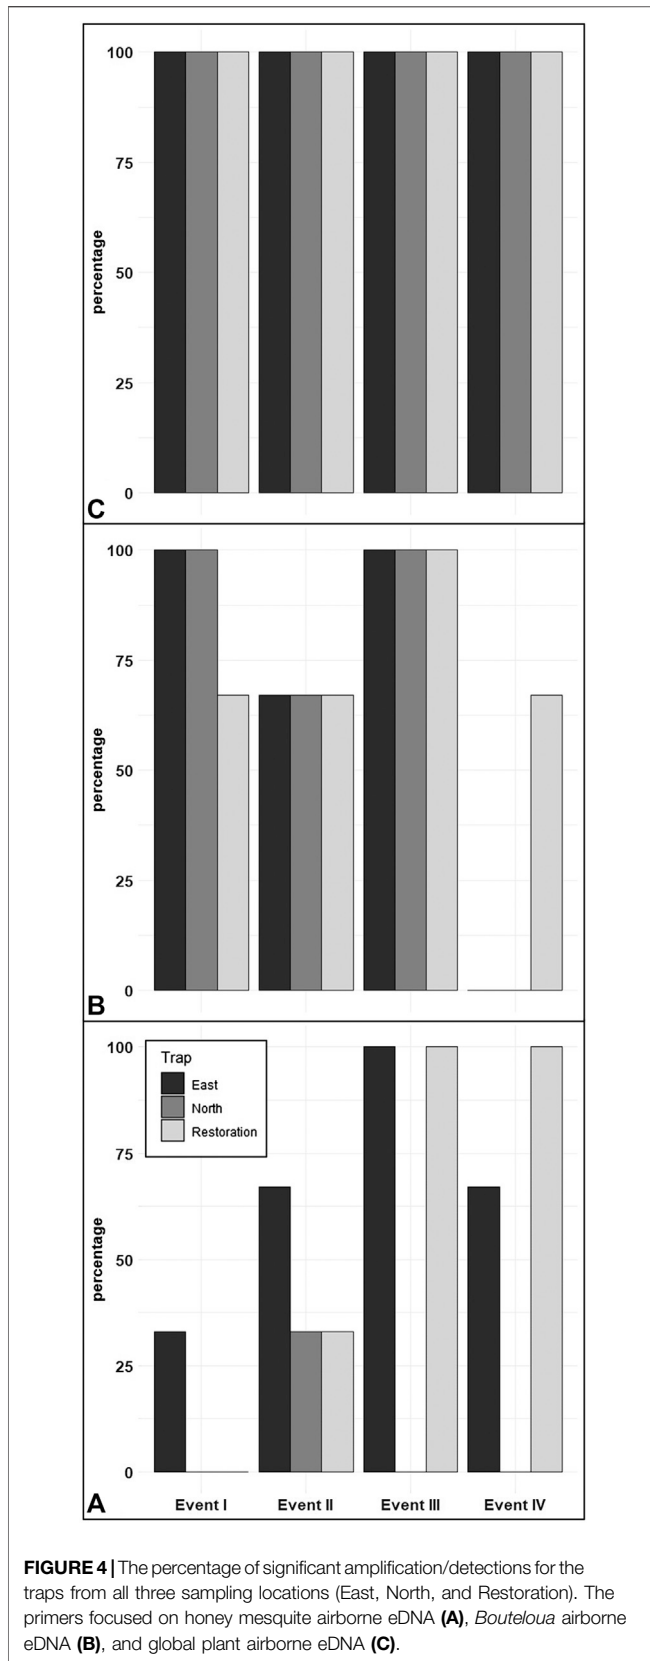 100
75
50
25
0
percentage
C
100
75
50
25
0
percentage
B
100
75
50
25
0
percentage
Trap
East
North
Restoration
A
Event I Event II Event III Event IV
FIGURE 4 | The percentage of significant amplification/detections for the
traps from all three sampling locations (East, North, and Restoration). The
primers focused on honey mesquite airborne eDNA (A), Bouteloua airborne
eDNA (B), and global plant airborne eDNA (C).